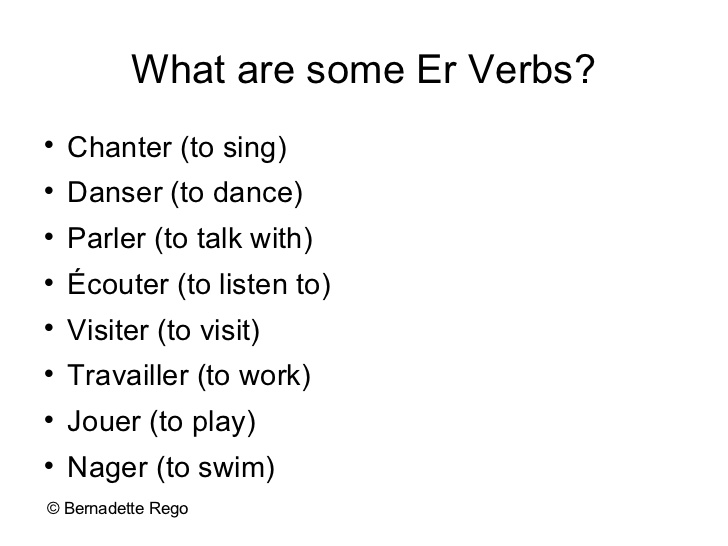 What are some Er Verbs?
• Chanter (to sing)
• Danser (to dance)
• Parler (to talk with)
• Écouter (to listen to)
• Visiter (to visit)
• Travailler (to work)
• Jouer (to play)
• Nager (to swim)
© Bernadette Rego